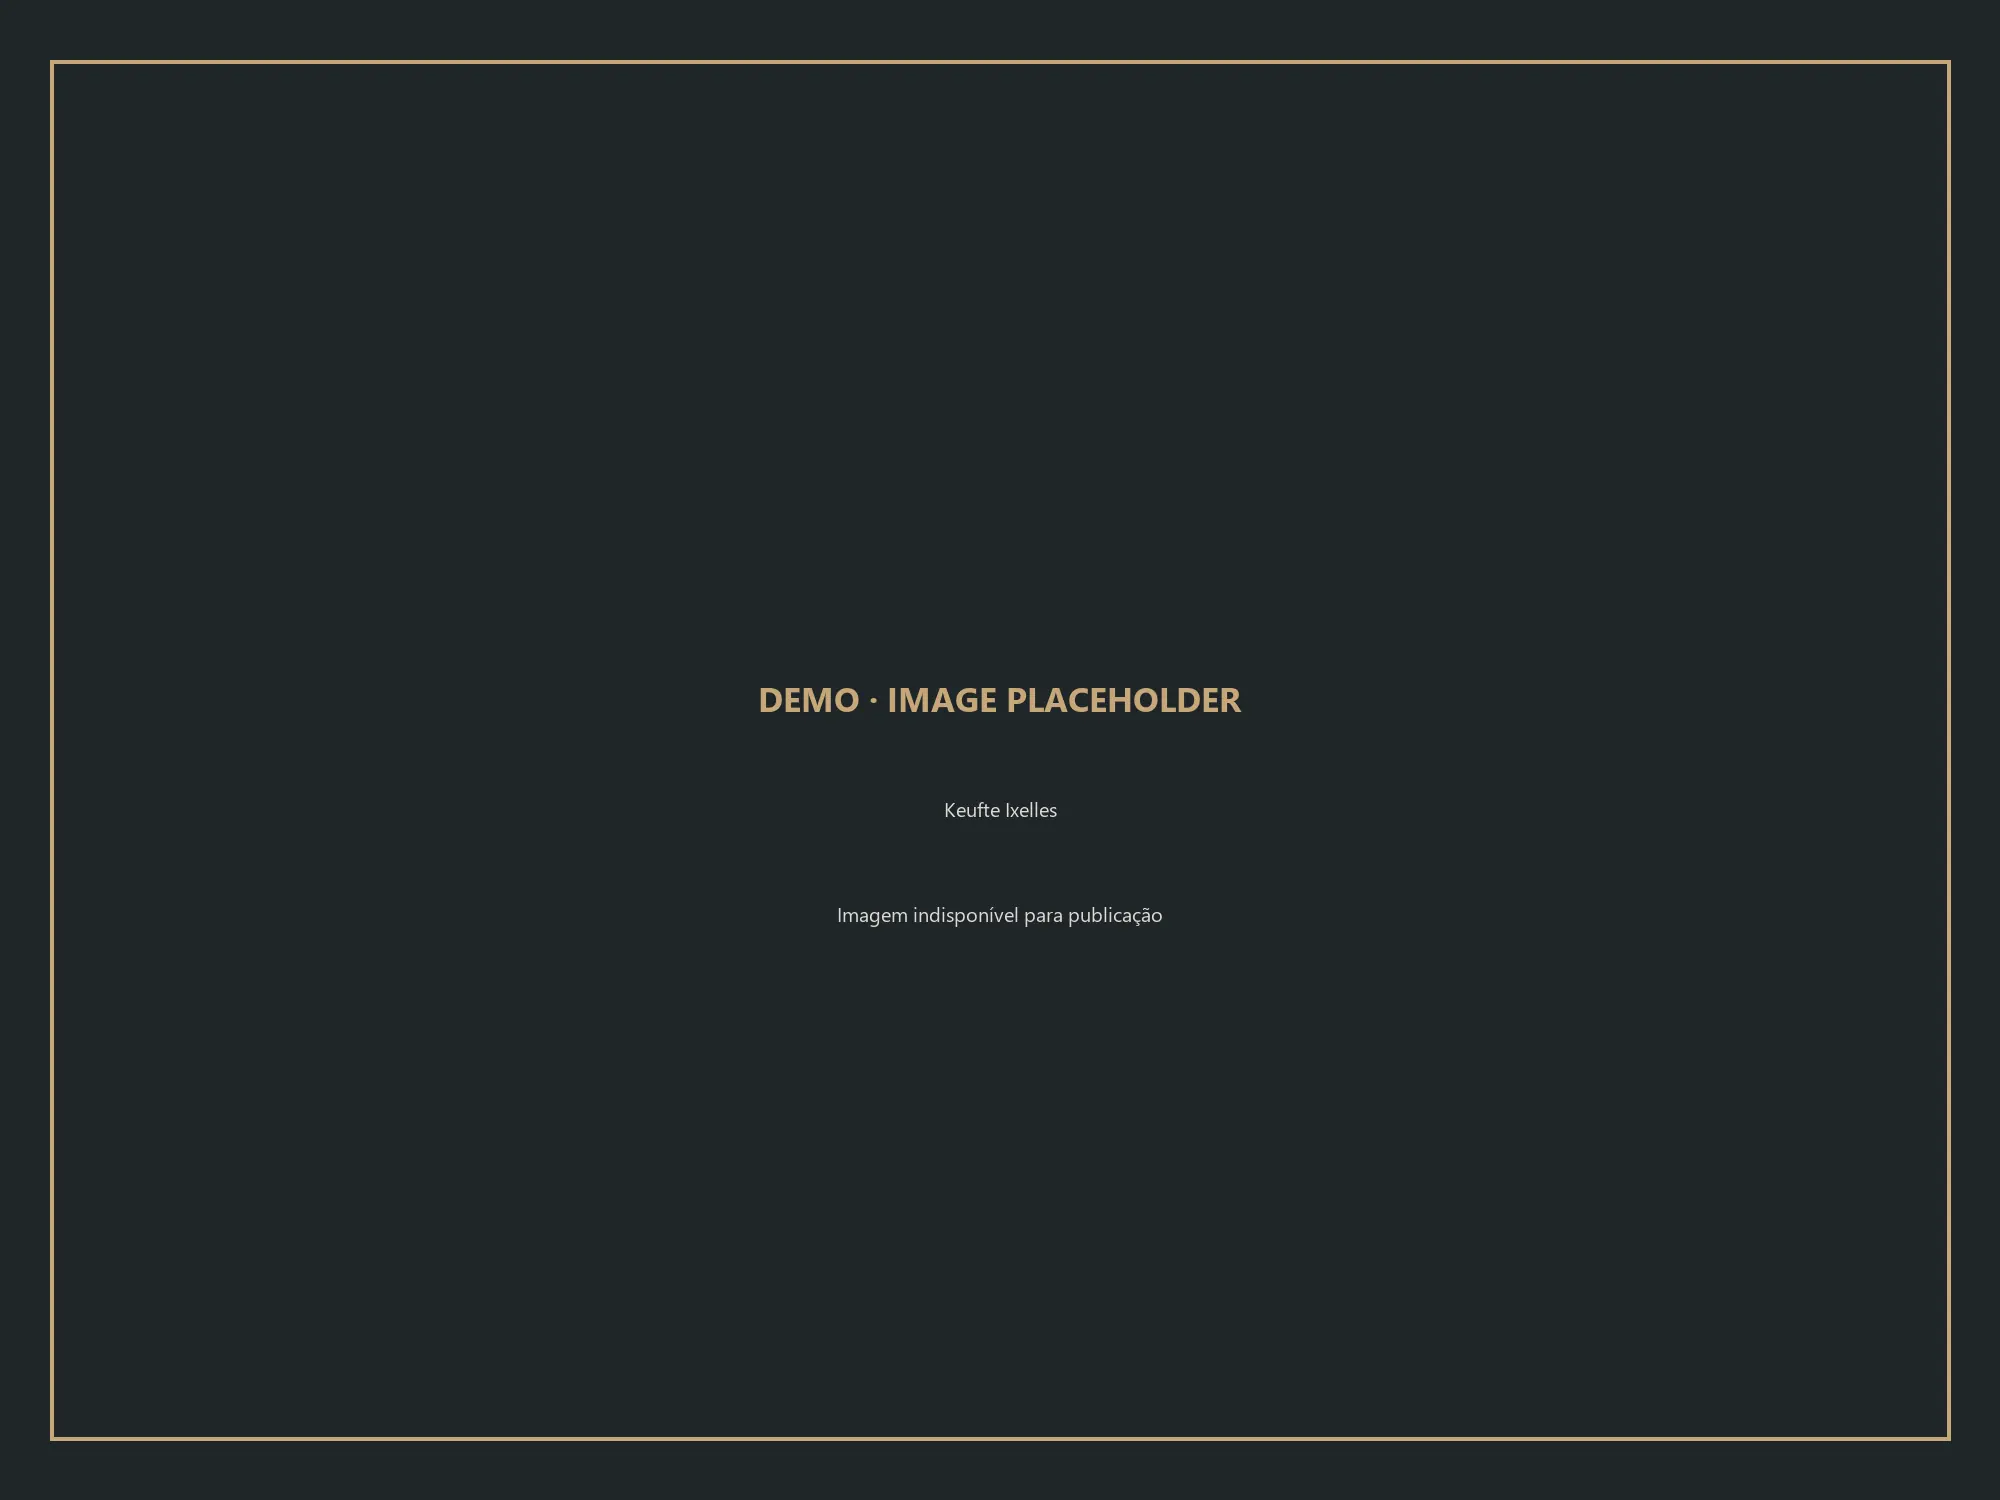 DEMO · IMAGE PLACEHOLDER
Keufte Ixelles
Imagem indisponível para publicação